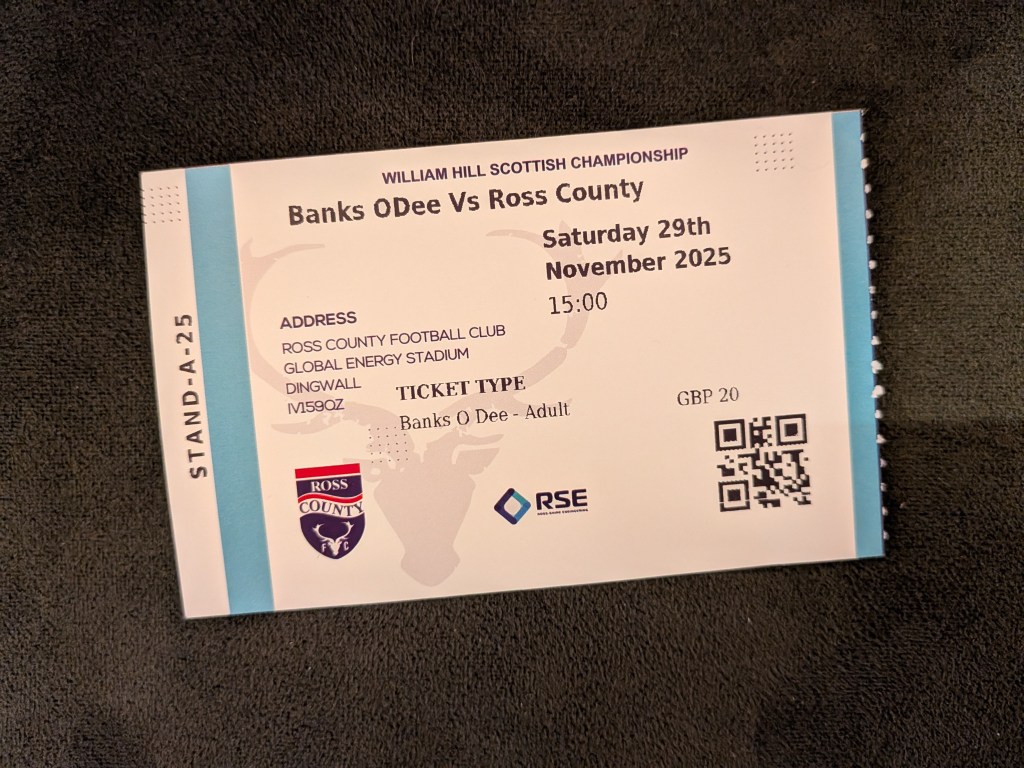 STAND-A-25
WILLIAM HILL SCOTTISH CHAMPIONSHIP
Banks ODee Vs Ross County
Saturday 29th
November 2025
15:00
ADDRESS
ROSS COUNTY FOOTBALL CLUB
GLOBAL ENERGY STADIUM
DINGWALL
IV159QZ
TICKET TYPE
Banks O Dee - Adult
GBP 20
ROSS
COUNTY
F C
RSE